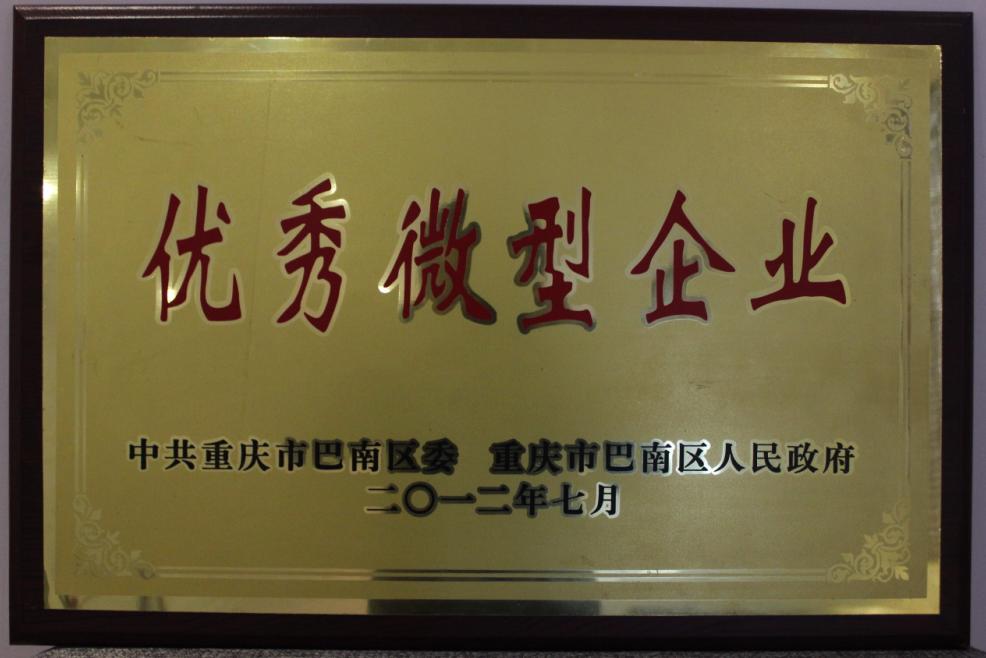 优秀微型企业
中共重庆市巴南区委 重庆市巴南区人民政府
二〇一二年七月